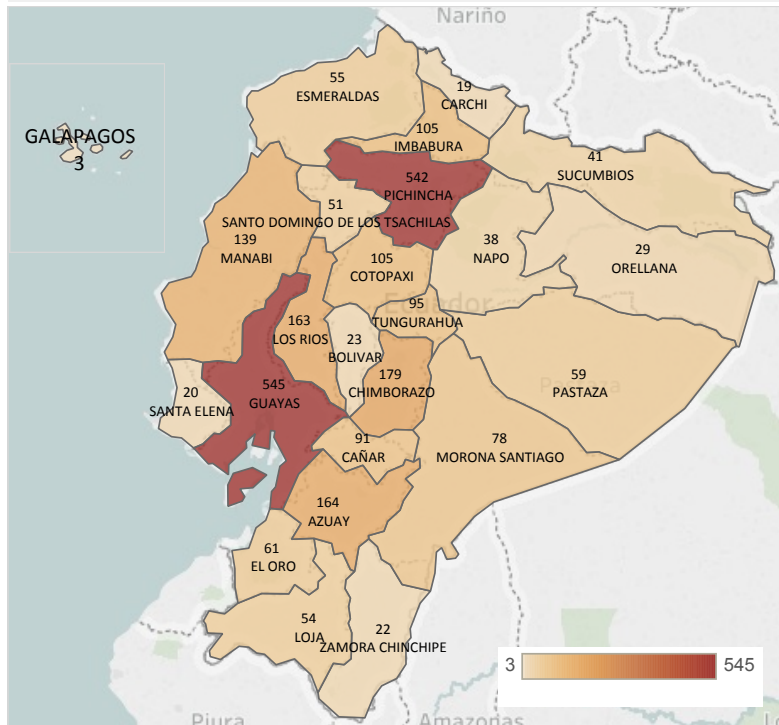 Nariño
55
ESMERALDAS
19
CARCHI
GALAPAGOS
3
105
IMBABURA
41
SUCUMBIOS
542
PICHINCHA
51
SANTO DOMINGO DE LOS TSACHILAS
139
MANABI
38
NAPO
29
ORELLANA
105
COTOPAXI
Ecuador
95
TUNGURAHUA
163
LOS RIOS
23
BOLIVAR
179
CHIMBORAZO
Pastaza
59
PASTAZA
20
SANTA ELENA
545
GUAYAS
91
CAÑAR
78
MORONA SANTIAGO
164
AZUAY
61
EL ORO
54
LOJA
22
ZAMORA CHINCHIPE
3 545
Piura
Amazonas